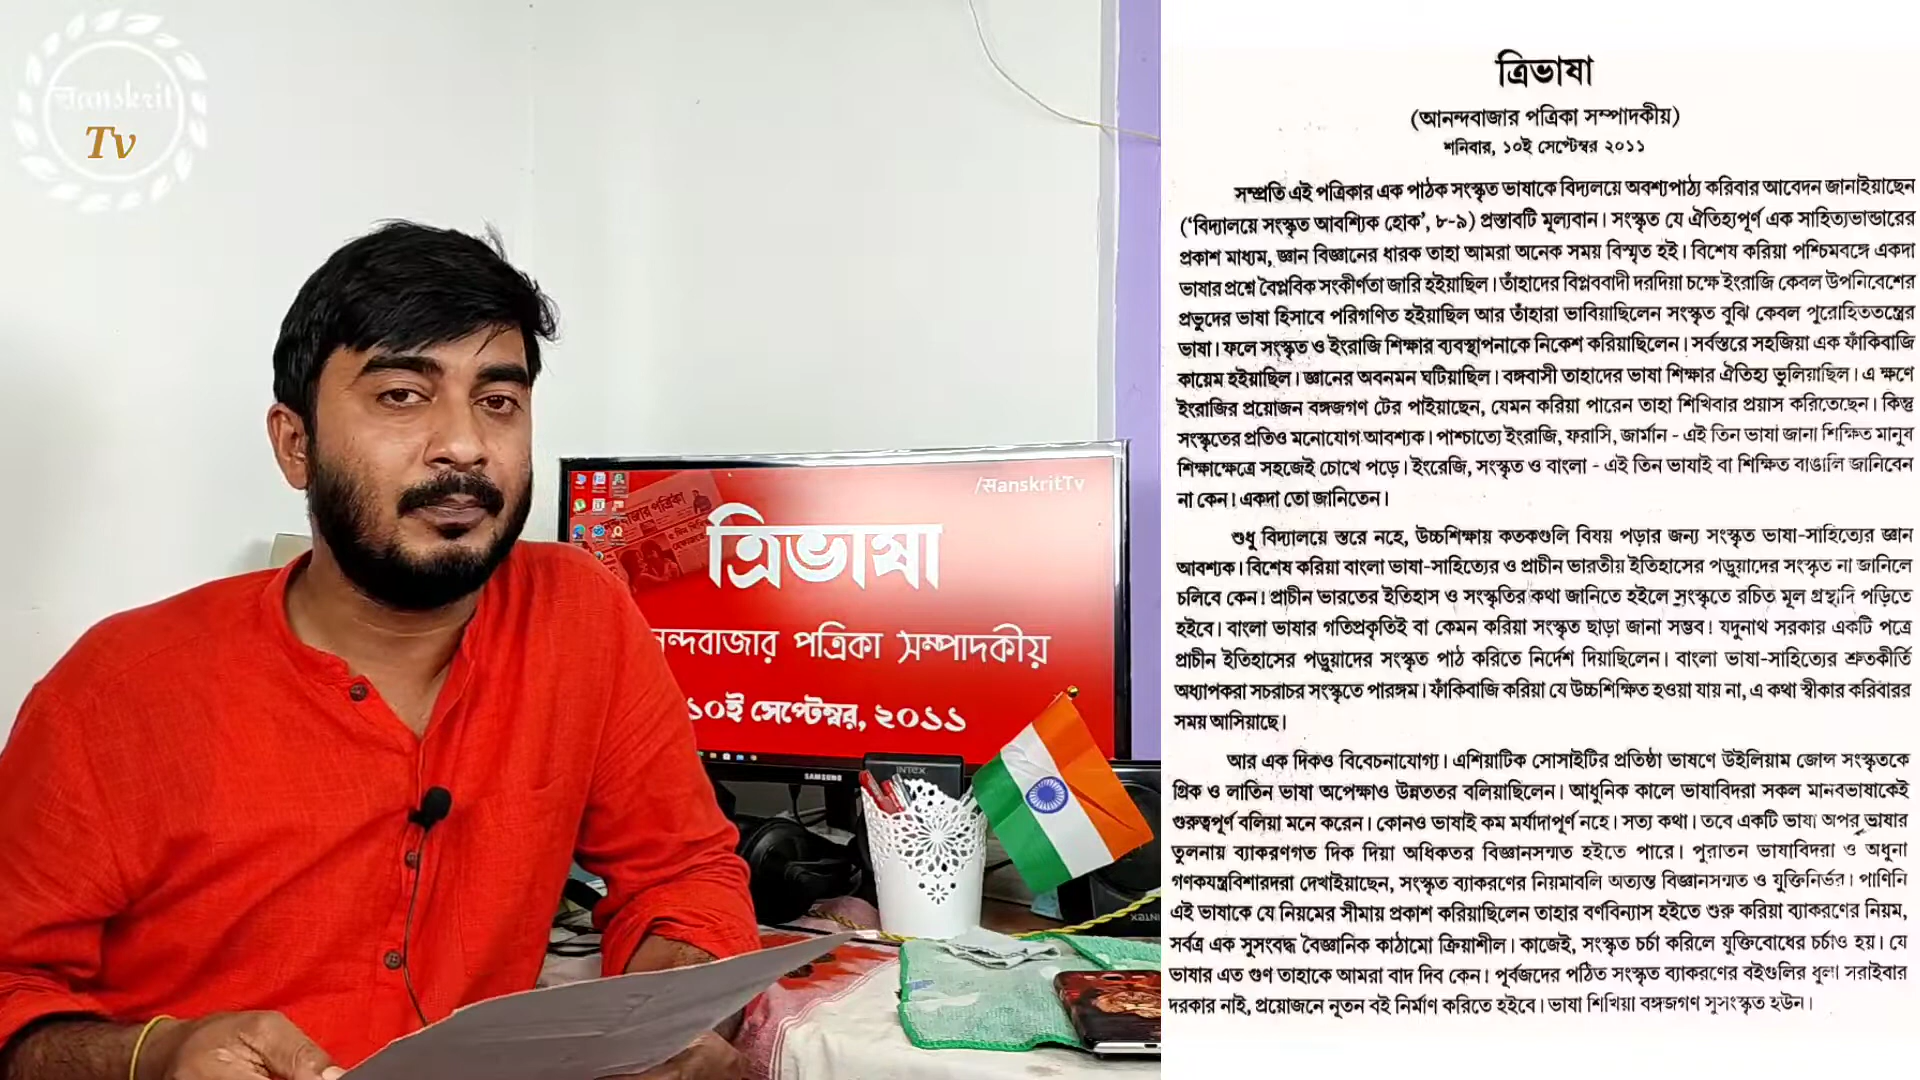 सanskrit
Tv
/सanskritTv
ত্রিভাষা
নন্দবাজার পত্রিকা সম্পাদকীয়
১০ই সেপ্টেম্বর, ২০১১
SAMSUNG
INTEX
ত্রিভাষা
(আনন্দবাজার পত্রিকা সম্পাদকীয়)
শনিবার, ১০ই সেপ্টেম্বর ২০১১
সম্প্রতি এই পত্রিকার এক পাঠক সংস্কৃত ভাষাকে বিদ্যলয়ে অবশ্যপাঠ্য করিবার আবেদন জানাইয়াছেন
(‘বিদ্যালয়ে সংস্কৃত আবশ্যিক হোক’, ৮-৯) প্রস্তাবটি মূল্যবান। সংস্কৃত যে ঐতিহ্যপূর্ণ এক সাহিত্যভান্ডারের
প্রকাশ মাধ্যম, জ্ঞান বিজ্ঞানের ধারক তাহা আমরা অনেক সময় বিস্মৃত হই। বিশেষ করিয়া পশ্চিমবঙ্গে একদা
ভাষার প্রশ্নে বৈপ্লবিক সংকীর্ণতা জারি হইয়াছিল। তাঁহাদের বিপ্লববাদী দরদিয়া চক্ষে ইংরাজি কেবল উপনিবেশের
প্রভুদের ভাষা হিসাবে পরিগণিত হইয়াছিল আর তাঁহারা ভাবিয়াছিলেন সংস্কৃত বুঝি কেবল পুরোহিততন্ত্রের
ভাষা। ফলে সংস্কৃত ও ইংরাজি শিক্ষার ব্যবস্থাপনাকে নিকেশ করিয়াছিলেন। সর্বস্তরে সহজিয়া এক ফাঁকিবাজি
কায়েম হইয়াছিল। জ্ঞানের অবনমন ঘটিয়াছিল। বঙ্গবাসী তাহাদের ভাষা শিক্ষার ঐতিহ্য ভুলিয়াছিল। এ ক্ষণে
ইংরাজির প্রয়োজন বঙ্গজগণ টের পাইয়াছেন, যেমন করিয়া পারেন তাহা শিখিবার প্রয়াস করিতেছেন। কিন্তু
সংস্কৃতের প্রতিও মনোযোগ আবশ্যক। পাশ্চাত্যে ইংরাজি, ফরাসি, জার্মান - এই তিন ভাষা জানা শিক্ষিত মানুষ
শিক্ষাক্ষেত্রে সহজেই চোখে পড়ে। ইংরেজি, সংস্কৃত ও বাংলা - এই তিন ভাষাই বা শিক্ষিত বাঙালি জানিবেন
না কেন! একদা তো জানিতেন।
শুধু বিদ্যালয়ে স্তরে নহে, উচ্চশিক্ষায় কতকগুলি বিষয় পড়ার জন্য সংস্কৃত ভাষা-সাহিত্যের জ্ঞান
আবশ্যক। বিশেষ করিয়া বাংলা ভাষা-সাহিত্যের ও প্রাচীন ভারতীয় ইতিহাসের পড়ুয়াদের সংস্কৃত না জানিলে
চলিবে কেন! প্রাচীন ভারতের ইতিহাস ও সংস্কৃতির কথা জানিতে হইলে সংস্কৃতে রচিত মূল গ্রন্থাদি পড়িতে
হইবে। বাংলা ভাষার গতিপ্রকৃতিই বা কেমন করিয়া সংস্কৃত ছাড়া জানা সম্ভব! যদুনাথ সরকার একটি পত্রে
প্রাচীন ইতিহাসের পড়ুয়াদের সংস্কৃত পাঠ করিতে নির্দেশ দিয়াছিলেন। বাংলা ভাষা-সাহিত্যের শ্রুতকীর্তি
অধ্যাপকরা সচরাচর সংস্কৃতে পারঙ্গম। ফাঁকিবাজি করিয়া যে উচ্চশিক্ষিত হওয়া যায় না, এ কথা স্বীকার করিবারর
সময় আসিয়াছে।
আর এক দিকও বিবেচনাযোগ্য। এশিয়াটিক সোসাইটির প্রতিষ্ঠা ভাষণে উইলিয়াম জোন্স সংস্কৃতকে
গ্রিক ও লাতিন ভাষা অপেক্ষাও উন্নততর বলিয়াছিলেন। আধুনিক কালে ভাষাবিদরা সকল মানবভাষাকেই
গুরুত্বপূর্ণ বলিয়া মনে করেন। কোনও ভাষাই কম মর্যাদাপূর্ণ নহে। সত্য কথা। তবে একটি ভাষা অপর ভাষার
তুলনায় ব্যাকরণগত দিক দিয়া অধিকতর বিজ্ঞানসম্মত হইতে পারে। পুরাতন ভাষাবিদরা ও অধুনা
গণকযন্ত্রবিশারদরা দেখাইয়াছেন, সংস্কৃত ব্যাকরণের নিয়মাবলি অত্যন্ত বিজ্ঞানসম্মত ও যুক্তিনির্ভর। পাণিনি
এই ভাষাকে যে নিয়মের সীমায় প্রকাশ করিয়াছিলেন তাহার বর্ণবিন্যাস হইতে শুরু করিয়া ব্যাকরণের নিয়ম,
সর্বত্র এক সুসংবদ্ধ বৈজ্ঞানিক কাঠামো ক্রিয়াশীল। কাজেই, সংস্কৃত চর্চা করিলে যুক্তিবোধের চর্চাও হয়। যে
ভাষার এত গুণ তাহাকে আমরা বাদ দিব কেন। পূর্বজদের পঠিত সংস্কৃত ব্যাকরণের বইগুলির ধুলা সরাইবার
দরকার নাই, প্রয়োজনে নূতন বই নির্মাণ করিতে হইবে। ভাষা শিখিয়া বঙ্গজগণ সুসংস্কৃত হউন।